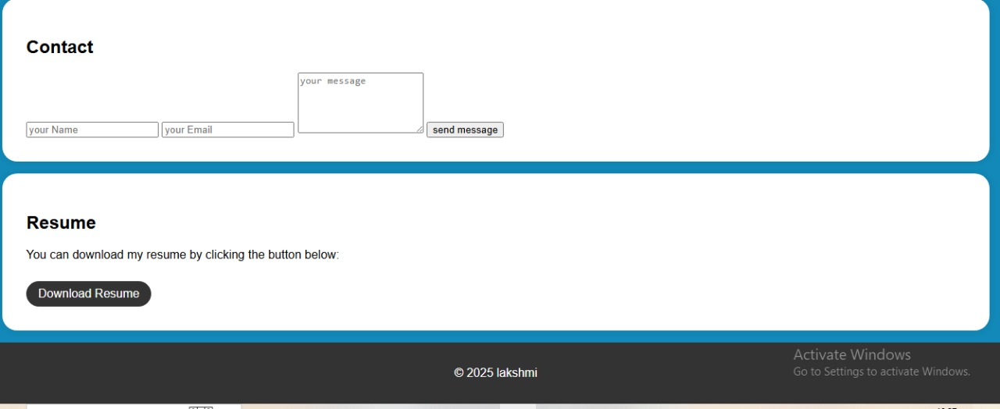 Contact
your message
your Name your Email send message
Resume
You can download my resume by clicking the button below:
Download Resume
Activate Windows
Go to Settings to activate Windows.
© 2025 lakshmi